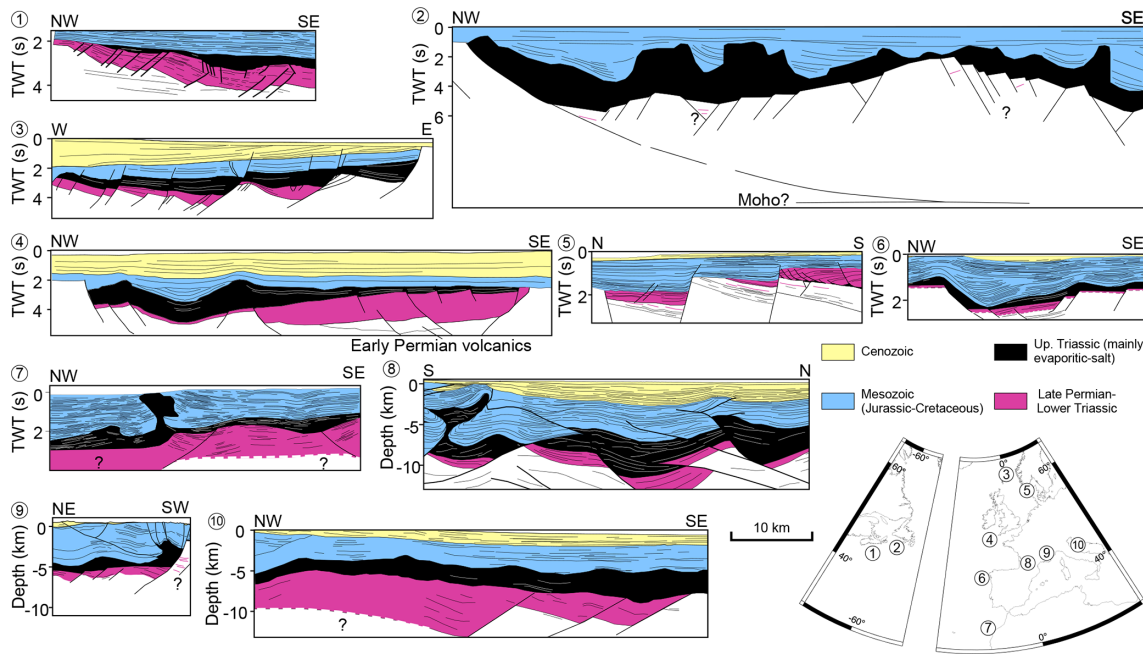 ① NW SE
TWT (s)
2
4
② NW SE
TWT (s)
0
2
4
6
? ?
Moho?
③ W E
TWT (s)
0
2
4
④ NW SE
TWT (s)
0
2
4
Early Permian volcanics
⑤ N S
TWT (s)
0
2
⑥ NW SE
TWT (s)
0
2
Cenozoic
Up. Triassic (mainly
evaporitic-salt)
Mesozoic
(Jurassic-Cretaceous)
Late Permian-
Lower Triassic
⑦ NW SE
TWT (s)
0
2
? ?
⑧ S N
Depth (km)
0
-5
-10
⑨ NE SW
Depth (km)
0
-5
-10
?
⑩ NW SE
Depth (km)
0
-5
-10
?
10 km
-60° 0°
60° 60°
③
⑤
④
① ②
⑧ ⑨ ⑩
40° 40°
⑥
⑦
-60° 0°